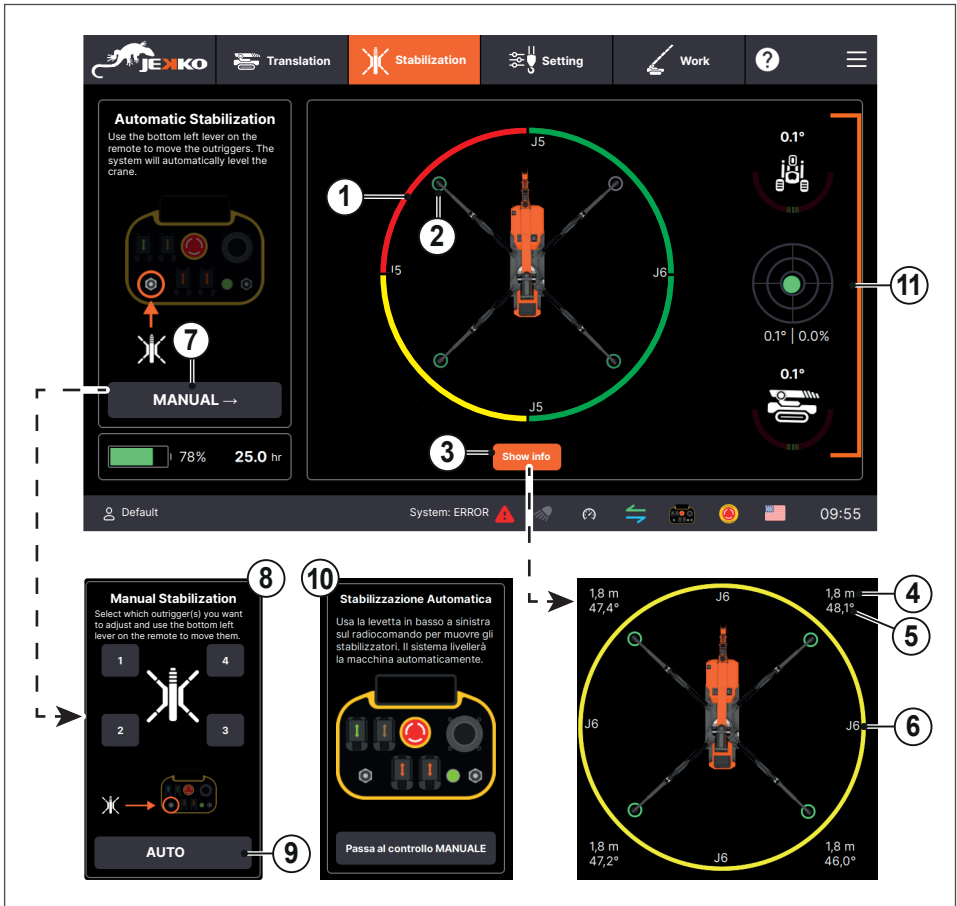 JEKKO
Translation
Stabilization
Setting
Work
?
Automatic Stabilization
Use the bottom left lever on the
remote to move the outriggers. The
system will automatically level the
crane.
7
MANUAL →
78%
25.0 hr
1
2
J5
J5
J6
J5
3
Show info
0.1°
11
0.1° | 0.0%
0.1°
Default
System: ERROR
09:55
8
Manual Stabilization
Select which outrigger(s) you want
to adjust and use the bottom left
lever on the remote to move them.
1
4
2
3
AUTO
9
10
Stabilizzazione Automatica
Usa la levetta in basso a sinistra
sul radiocomando per muovre gli
stabilizzatori. Il sistema livellerà
la macchina automaticamente.
Passa al controllo MANUALE
1,8 m
47,4°
J6
1,8 m
48,1°
4
5
J6
J6
6
1,8 m
47,2°
J6
1,8 m
46,0°